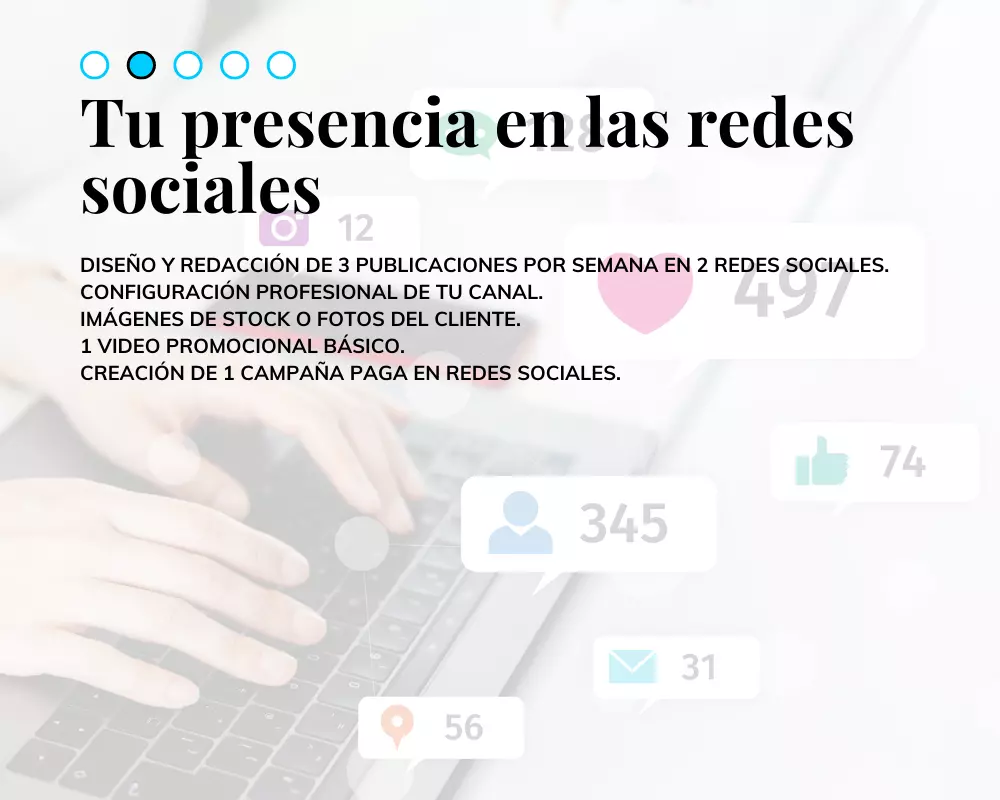 Tu presencia en las redes
sociales
128
12
DISEÑO Y REDACCIÓN DE 3 PUBLICACIONES POR SEMANA EN 2 REDES SOCIALES.
CONFIGURACIÓN PROFESIONAL DE TU CANAL.
497
IMÁGENES DE STOCK O FOTOS DEL CLIENTE.
1 VIDEO PROMOCIONAL BÁSICO.
CREACIÓN DE 1 CAMPAÑA PAGA EN REDES SOCIALES.
74
345
31
56